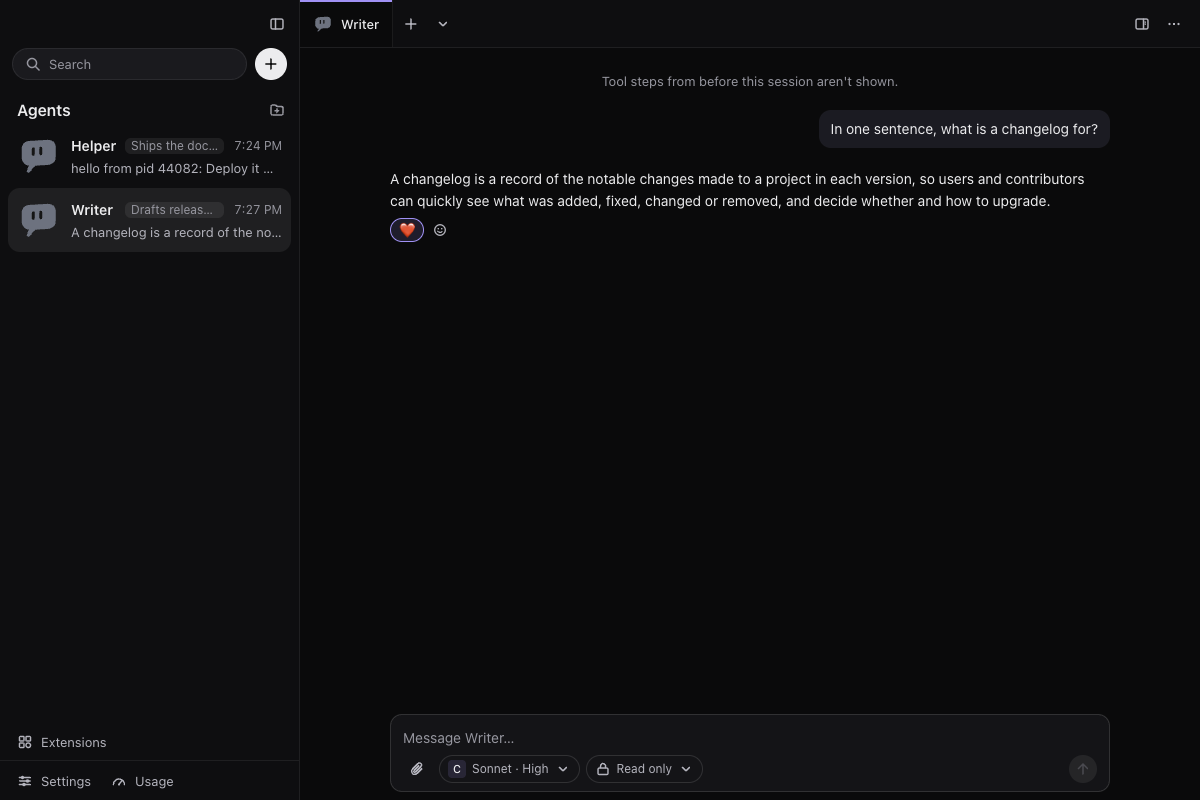 Writer
Search
Agents
Helper Ships the doc... 7:24 PM
hello from pid 44082: Deploy it ...
Writer Drafts releas... 7:27 PM
A changelog is a record of the no...
Extensions
Settings Usage
Tool steps from before this session aren't shown.
In one sentence, what is a changelog for?
A changelog is a record of the notable changes made to a project in each version, so users and contributors
can quickly see what was added, fixed, changed or removed, and decide whether and how to upgrade.
Message Writer...
C Sonnet · High Read only